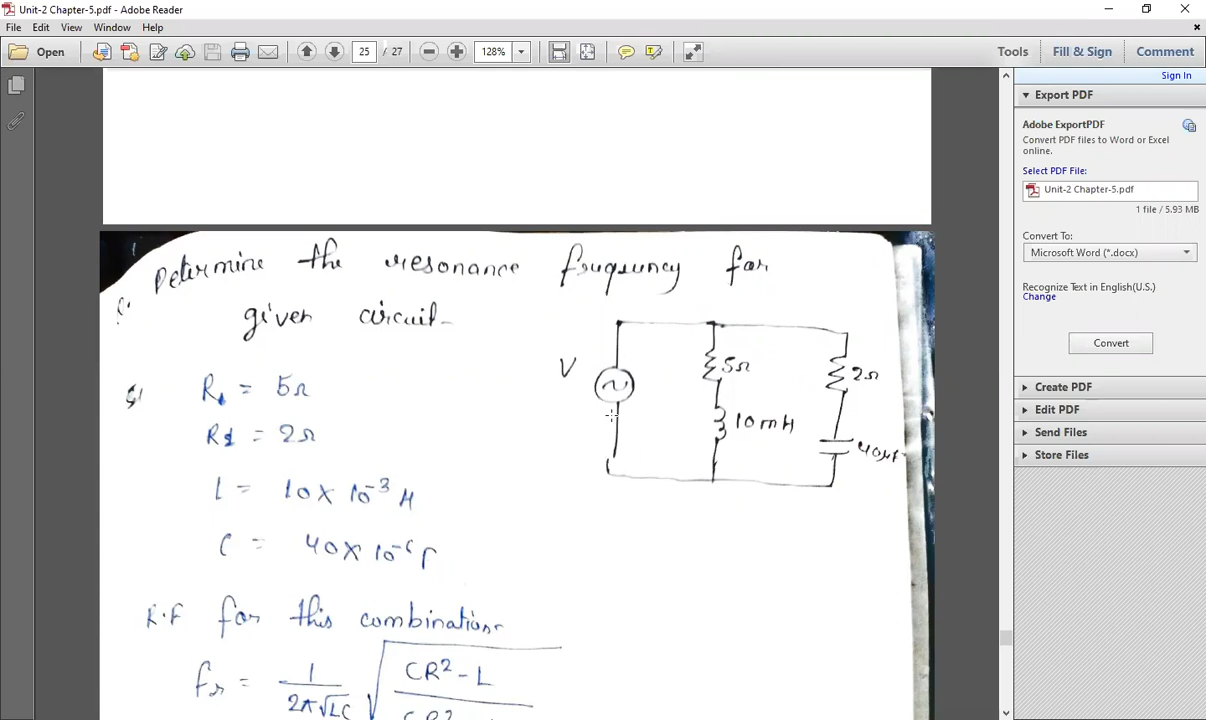 Unit-2 Chapter-5.pdf - Adobe Reader
File Edit View Window Help
Open 25 / 27 128% Tools Fill & Sign Comment
Sign In
Export PDF
Adobe ExportPDF
Convert PDF files to Word or Excel
online.
Select PDF File:
Unit-2 Chapter-5.pdf
1 file / 5.93 MB
Convert To:
Microsoft Word (*.docx)
Recognize Text in English(U.S.)
Change
Convert
Create PDF
Edit PDF
Send Files
Store Files
Determine the resonance frequency for
given circuit-
V
5Ω
2Ω
10mH
40μF
R = 5Ω
R = 2Ω
L = 10 × 10⁻³ H
C = 40 × 10⁻⁶ F
R.F for this combination-
fr = 1 / 2π√LC √ CR² - L
CR²